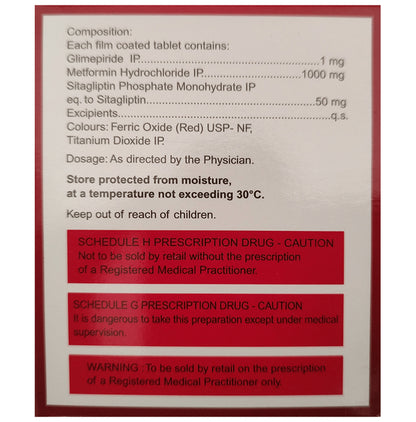 Composition:
Each film coated tablet contains:
Glimepiride IP.......................................................1 mg
Metformin Hydrochloride IP.........................1000 mg
Sitagliptin Phosphate Monohydrate IP
eq. to Sitagliptin................................................50 mg
Excipients............................................................q.s.
Colours: Ferric Oxide (Red) USP- NF,
Titanium Dioxide IP.
Dosage: As directed by the Physician.
Store protected from moisture,
at a temperature not exceeding 30°C.
Keep out of reach of children.
SCHEDULE H PRESCRIPTION DRUG - CAUTION
Not to be sold by retail without the prescription
of a Registered Medical Practitioner.
SCHEDULE G PRESCRIPTION DRUG - CAUTION
It is dangerous to take this preparation except under medical
supervision.
WARNING : To be sold by retail on the prescription
of a Registered Medical Practitioner only.